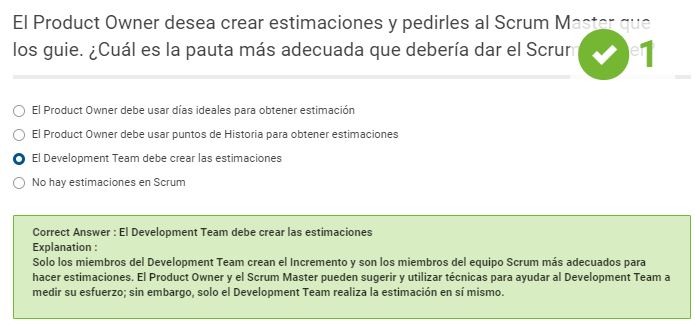 El Product Owner desea crear estimaciones y pedirles al Scrum Master que
los guie. ¿Cuál es la pauta más adecuada que debería dar el
1
El Product Owner debe usar días ideales para obtener estimación
El Product Owner debe usar puntos de Historia para obtener estimaciones
El Development Team debe crear las estimaciones
No hay estimaciones en Scrum
Correct Answer : El Development Team debe crear las estimaciones
Explanation :
Solo los miembros del Development Team crean el Incremento y son los miembros del equipo Scrum más adecuados para
hacer estimaciones. El Product Owner y el Scrum Master pueden sugerir y utilizar técnicas para ayudar al Development Team a
medir su esfuerzo; sin embargo, solo el Development Team realiza la estimación en sí mismo.